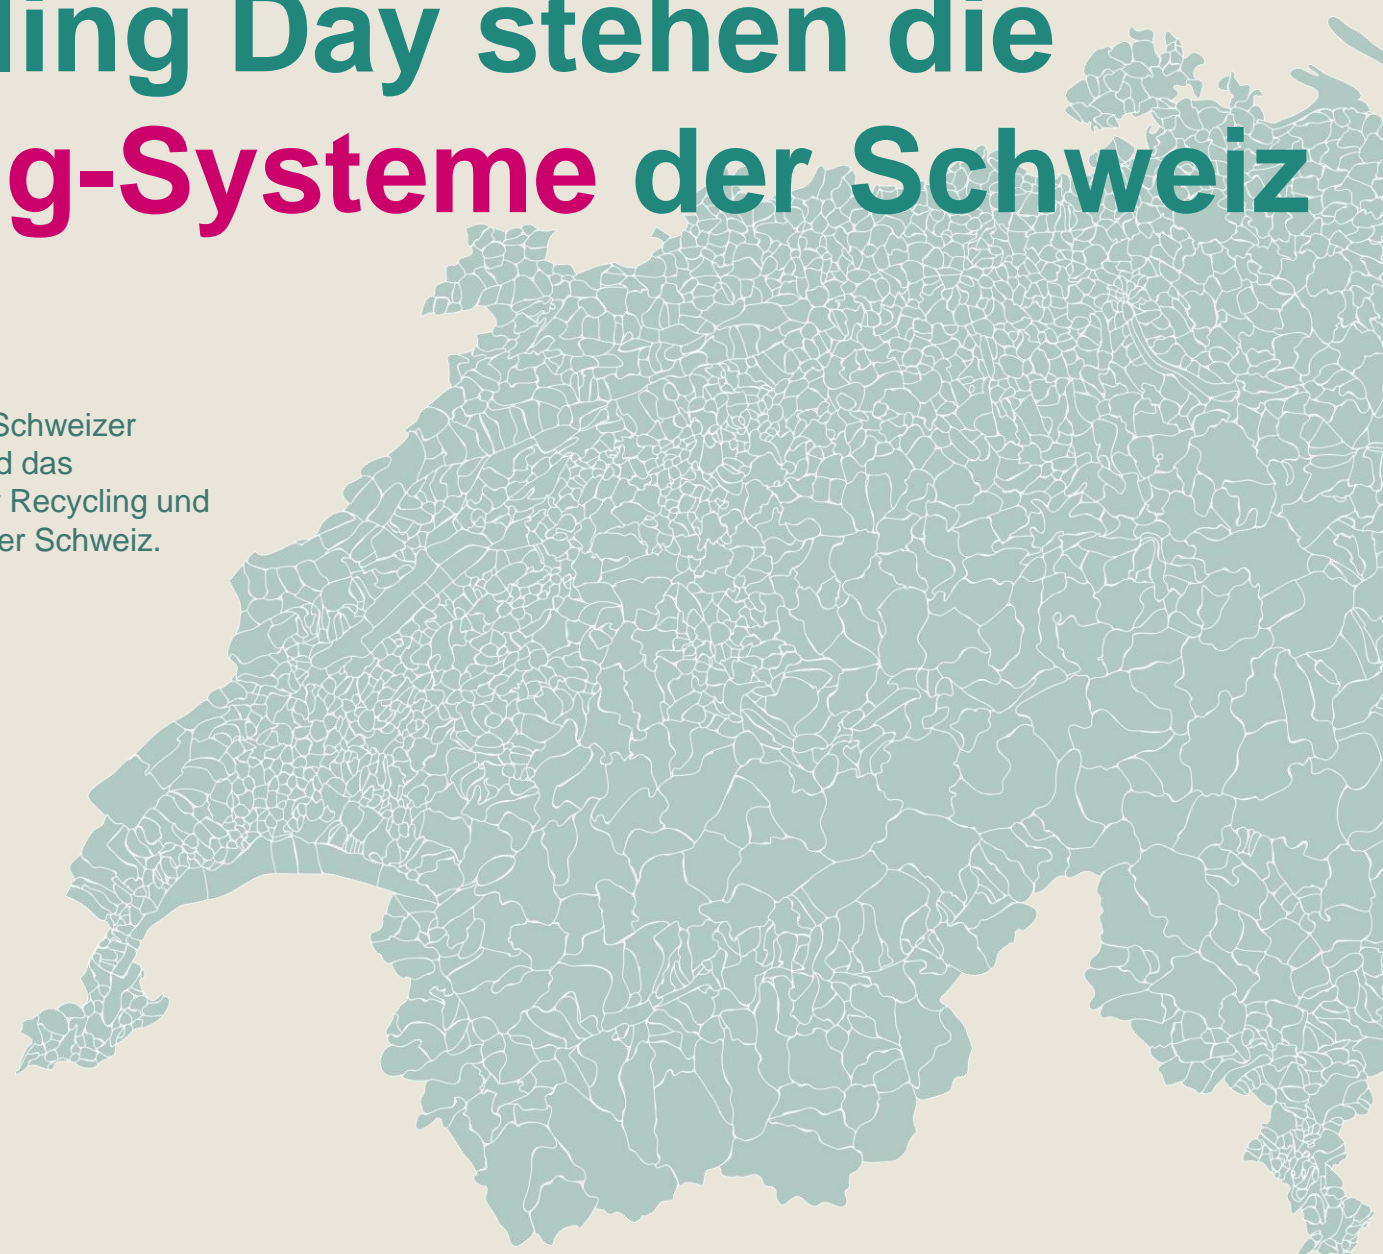 ling Day stehen die
g-Systeme der Schweiz
Schweizer
d das
r Recycling und
er Schweiz.